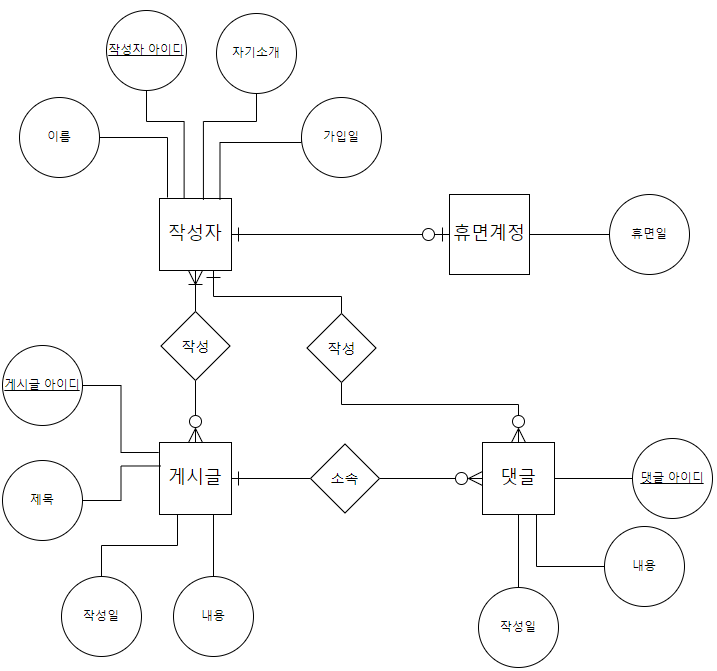 작성자 아이디
자기소개
이름
가입일
작성자
휴면계정
휴면일
작성
작성
게시글 아이디
게시글
소속
댓글
댓글 아이디
제목
내용
작성일
내용
작성일